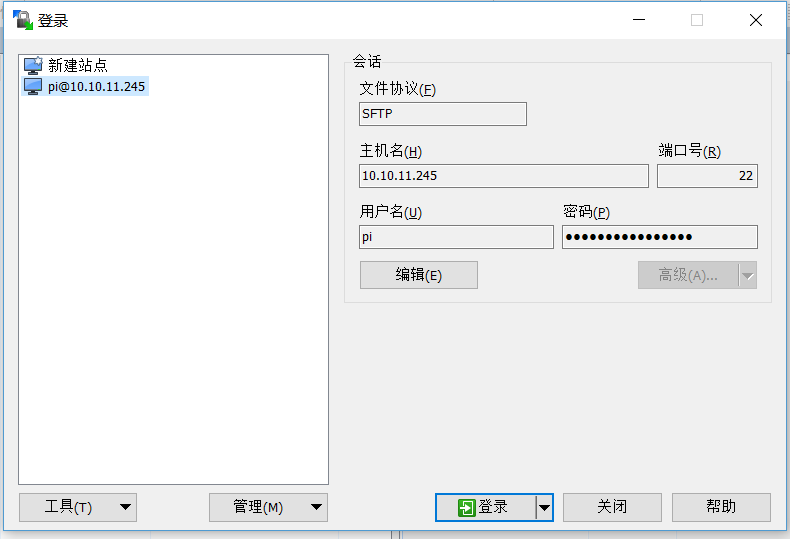 登录
新建站点
pi@10.10.11.245
会话
文件协议(F)
SFTP
主机名(H)
端口号(R)
10.10.11.245
22
用户名(U)
密码(P)
pi
●●●●●●●●●●●●●●●●
编辑(E)
高级(A)...
工具(T)
管理(M)
登录
关闭
帮助